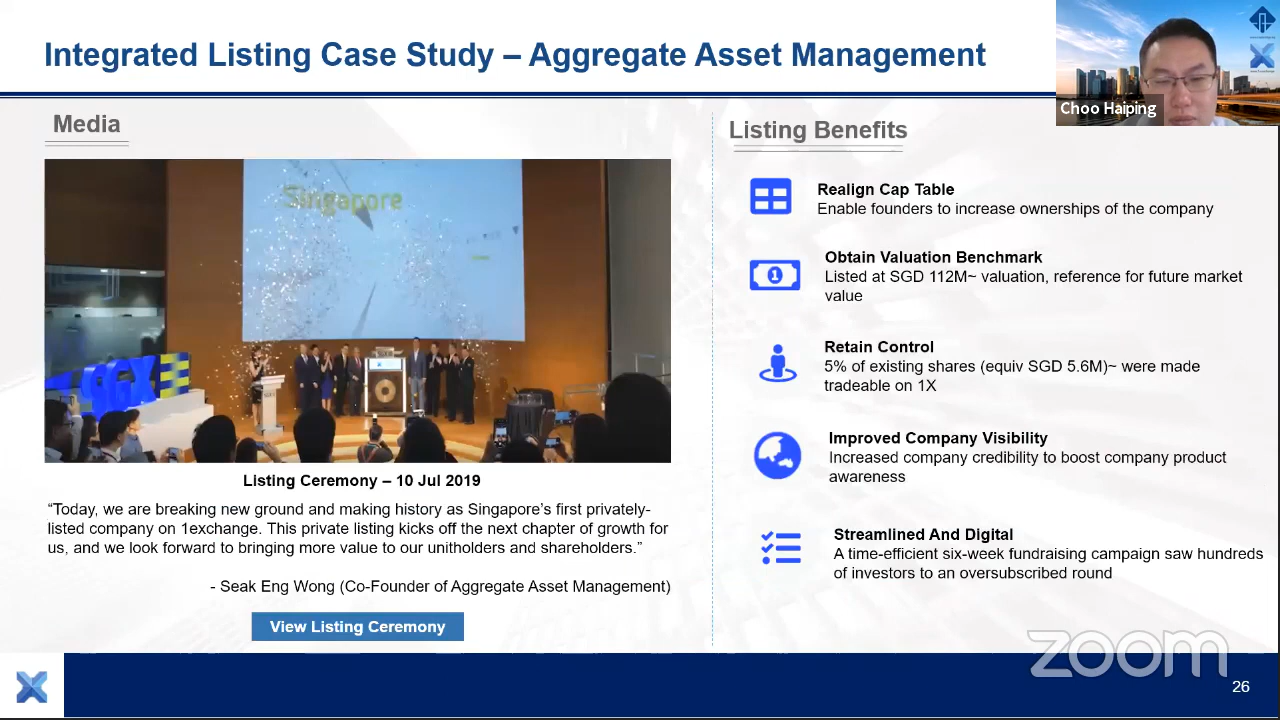 Integrated Listing Case Study – Aggregate Asset Management
Choo Haiping
Media
Singapore
SGX
Listing Ceremony – 10 Jul 2019
“Today, we are breaking new ground and making history as Singapore’s first privately-
listed company on 1exchange. This private listing kicks off the next chapter of growth for
us, and we look forward to bringing more value to our unitholders and shareholders.”
- Seak Eng Wong (Co-Founder of Aggregate Asset Management)
View Listing Ceremony
Listing Benefits
Realign Cap Table
Enable founders to increase ownerships of the company
1
Obtain Valuation Benchmark
Listed at SGD 112M~ valuation, reference for future market
value
Retain Control
5% of existing shares (equiv SGD 5.6M)~ were made
tradeable on 1X
Improved Company Visibility
Increased company credibility to boost company product
awareness
Streamlined And Digital
A time-efficient six-week fundraising campaign saw hundreds
of investors to an oversubscribed round
zoom
26